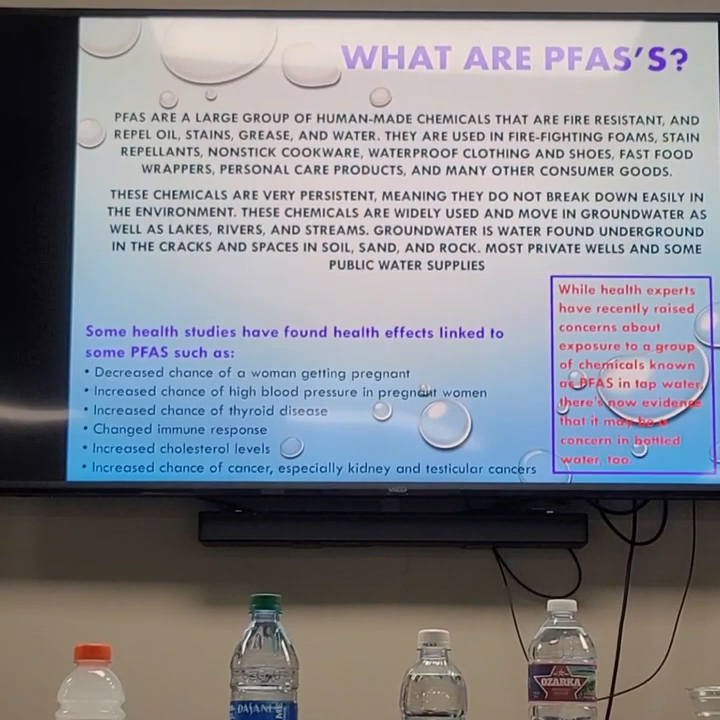 WHAT ARE PFAS'S?
PFAS ARE A LARGE GROUP OF HUMAN-MADE CHEMICALS THAT ARE FIRE RESISTANT, AND
REPEL OIL, STAINS, GREASE, AND WATER. THEY ARE USED IN FIRE-FIGHTING FOAMS, STAIN
REPELLANTS, NONSTICK COOKWARE, WATERPROOF CLOTHING AND SHOES, FAST FOOD
WRAPPERS, PERSONAL CARE PRODUCTS, AND MANY OTHER CONSUMER GOODS.
THESE CHEMICALS ARE VERY PERSISTENT, MEANING THEY DO NOT BREAK DOWN EASILY IN
THE ENVIRONMENT. THESE CHEMICALS ARE WIDELY USED AND MOVE IN GROUNDWATER AS
WELL AS LAKES, RIVERS, AND STREAMS. GROUNDWATER IS WATER FOUND UNDERGROUND
IN THE CRACKS AND SPACES IN SOIL, SAND, AND ROCK. MOST PRIVATE WELLS AND SOME
PUBLIC WATER SUPPLIES
Some health studies have found health effects linked to
some PFAS such as:
• Decreased chance of a woman getting pregnant
• Increased chance of high blood pressure in pregnant women
• Increased chance of thyroid disease
• Changed immune response
• Increased cholesterol levels
• Increased chance of cancer, especially kidney and testicular cancers
While health experts
have recently raised
concerns about
exposure to a group
of chemicals known
as PFAS in tap water,
there's now evidence
that it may be a
concern in bottled
water, too.
VIZIO
DASANI
OZARKA